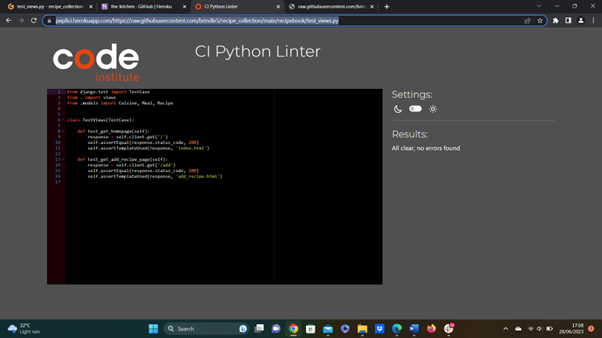 test_views.py - recipe_collection
the-kitchen - GitHub | Heroku
CI Python Linter
raw.githubusercontent.com/brind
pep8ci.herokuapp.com/https://raw.githubusercontent.com/brindle5/recipe_collection/main/recipebook/test_views.py
code
institute
CI Python Linter
1 from django.test import TestCase
2 from . import views
3 from .models import Cuisine, Meal, Recipe
4
5
6 class TestViews(TestCase):
7
8 def test_get_homepage(self):
9 response = self.client.get('/')
10 self.assertEqual(response.status_code, 200)
11 self.assertTemplateUsed(response, 'index.html')
12
13 def test_get_add_recipe_page(self):
14 response = self.client.get('/add')
15 self.assertEqual(response.status_code, 200)
16 self.assertTemplateUsed(response, 'add_recipe.html')
17
Settings:
Results:
All clear, no errors found
22°C
Light rain
Search
17:08
28/06/2023